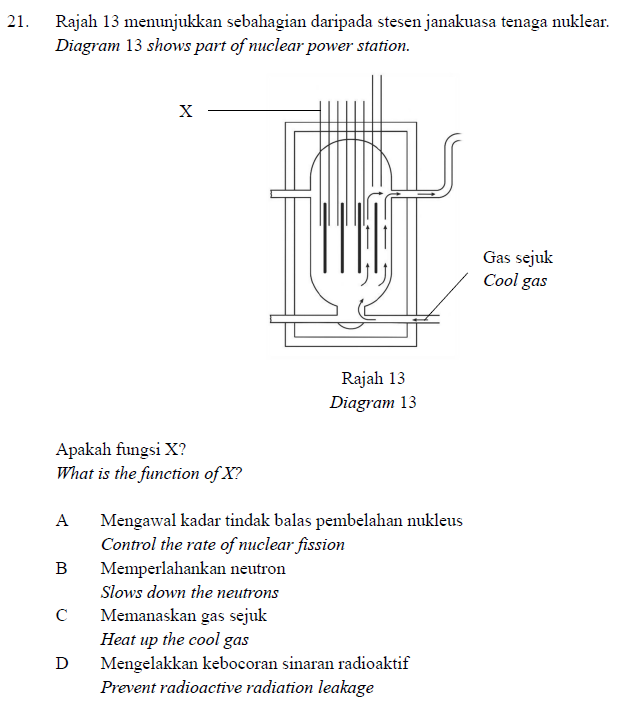 21. Rajah 13 menunjukkan sebahagian daripada stesen janakuasa tenaga nuklear.
Diagram 13 shows part of nuclear power station.
X
Gas sejuk
Cool gas
Rajah 13
Diagram 13
Apakah fungsi X?
What is the function of X?
A Mengawal kadar tindak balas pembelahan nukleus
Control the rate of nuclear fission
B Memperlahankan neutron
Slows down the neutrons
C Memanaskan gas sejuk
Heat up the cool gas
D Mengelakkan kebocoran sinaran radioaktif
Prevent radioactive radiation leakage